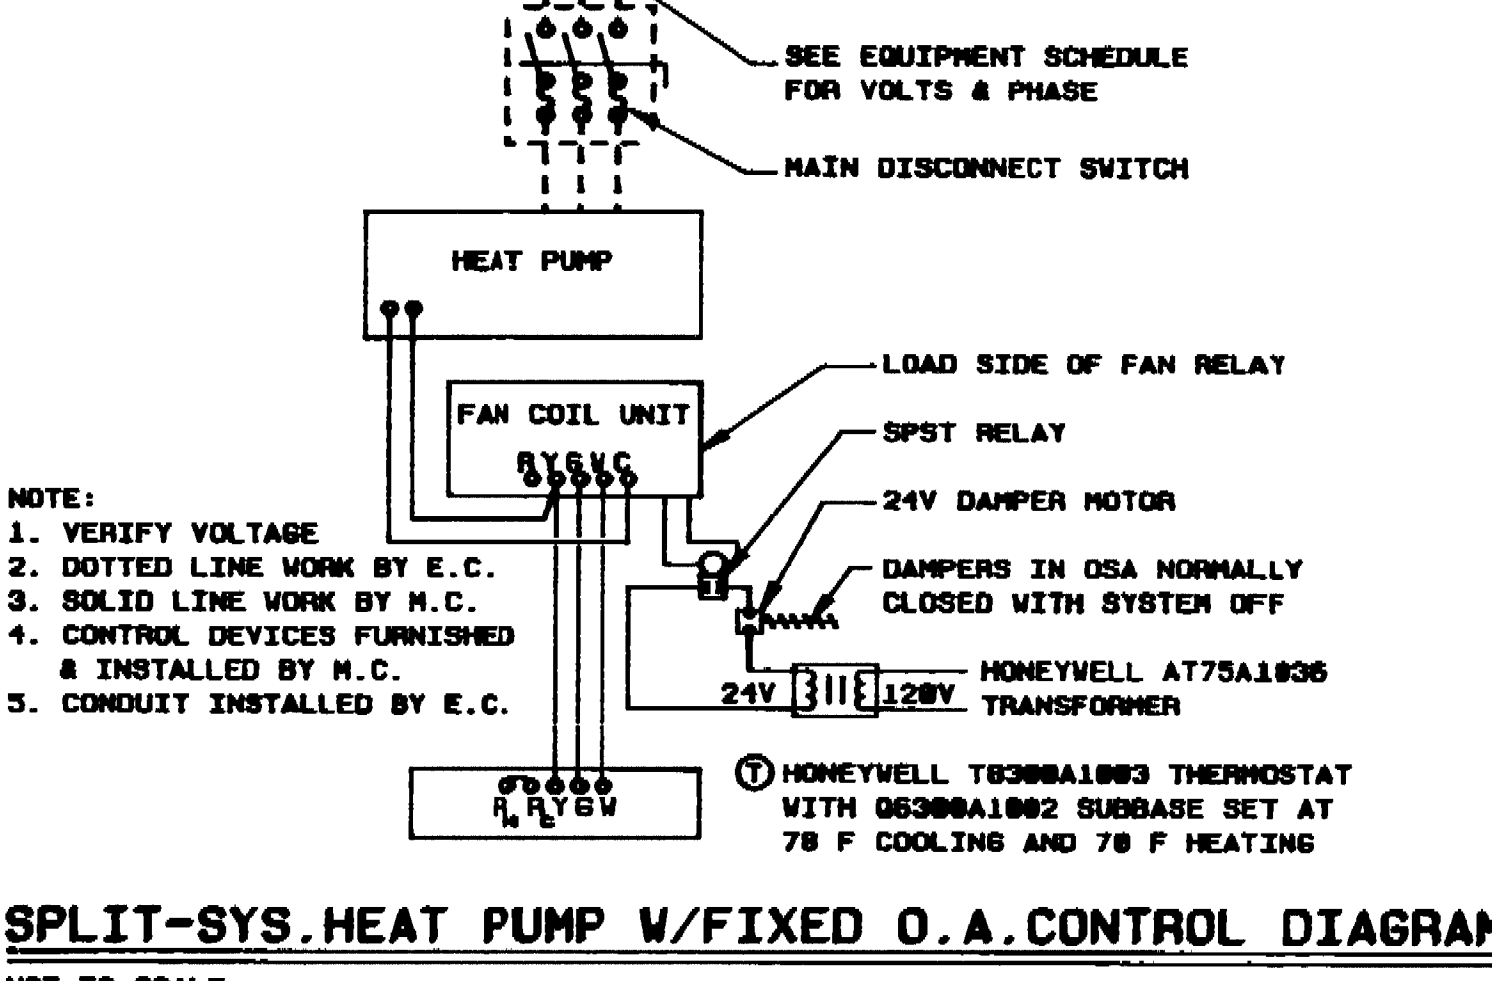 SEE EQUIPMENT SCHEDULE
FOR VOLTS & PHASE
MAIN DISCONNECT SWITCH
HEAT PUMP
LOAD SIDE OF FAN RELAY
FAN COIL UNIT
R Y G W C
SPST RELAY
24V DAMPER MOTOR
DAMPERS IN OSA NORMALLY
CLOSED WITH SYSTEM OFF
NOTE:
1. VERIFY VOLTAGE
2. DOTTED LINE WORK BY E.C.
3. SOLID LINE WORK BY M.C.
4. CONTROL DEVICES FURNISHED
& INSTALLED BY M.C.
5. CONDUIT INSTALLED BY E.C.
24V
120V
HONEYWELL AT75A1036
TRANSFORMER
RH RC Y G W
T
HONEYWELL T8300A1003 THERMOSTAT
WITH Q6300A1002 SUBBASE SET AT
78 F COOLING AND 70 F HEATING
SPLIT-SYS.HEAT PUMP W/FIXED O.A.CONTROL DIAGRAM